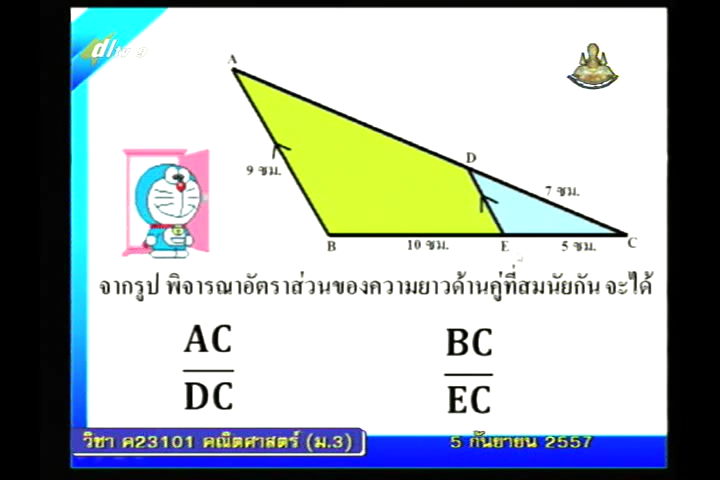 dltv 9
A
D
9 ซม.
7 ซม.
B
10 ซม.
E
5 ซม.
C
จากรูป พิจารณาอัตราส่วนของความยาวด้านคู่ที่สมนัยกัน จะได้
AC
DC
BC
EC
วิชา ค23101 คณิตศาสตร์ (ม.3)
5 กันยายน 2557